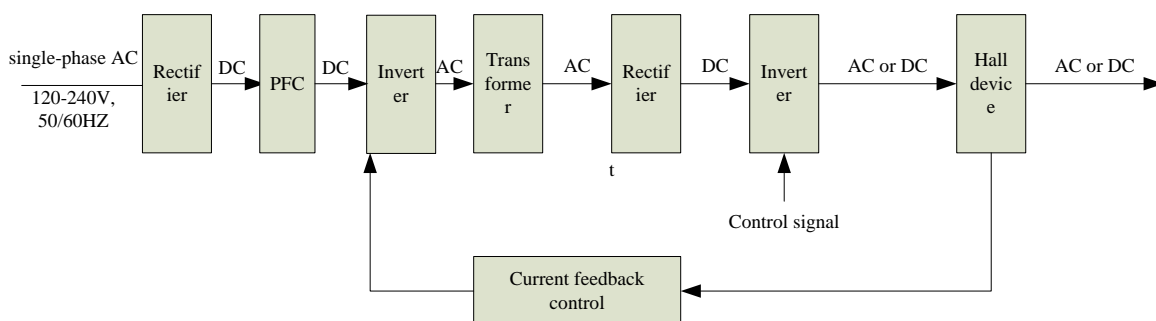 single-phase AC
120-240V,
50/60HZ
Rectif
ier
DC
PFC
DC
Invert
er
AC
Trans
forme
r
AC
Rectif
ier
DC
Invert
er
AC or DC
Hall
devic
e
AC or DC
t
Control signal
Current feedback
control